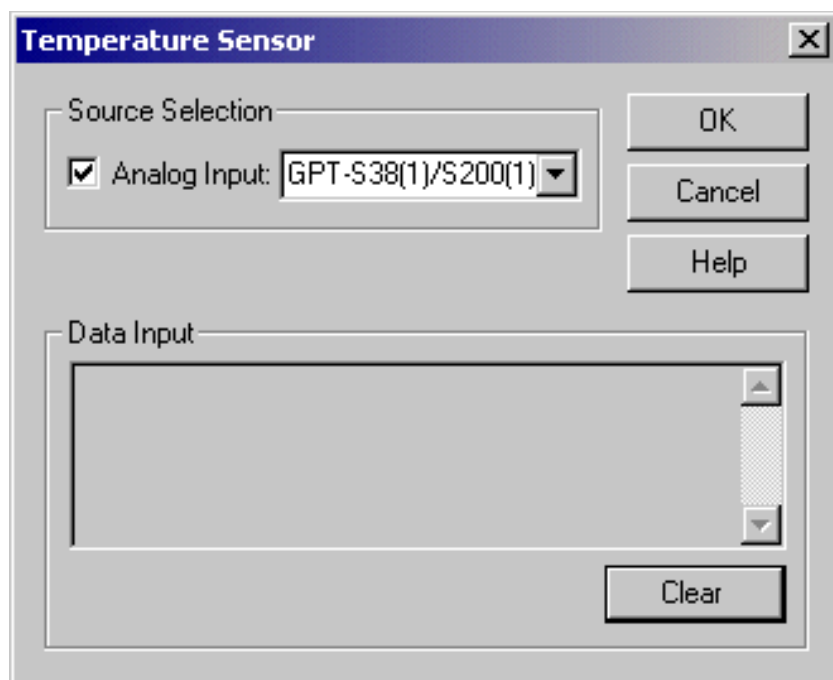 Temperature Sensor
Source Selection
Analog Input: GPT-S38(1)/S200(1)
OK
Cancel
Help
Data Input
Clear